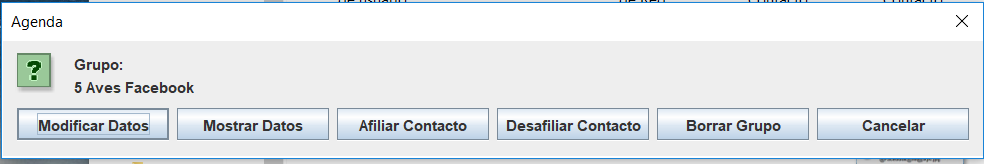 Agenda
Grupo:
5 Aves Facebook
Modificar Datos
Mostrar Datos
Afiliar Contacto
Desafiliar Contacto
Borrar Grupo
Cancelar